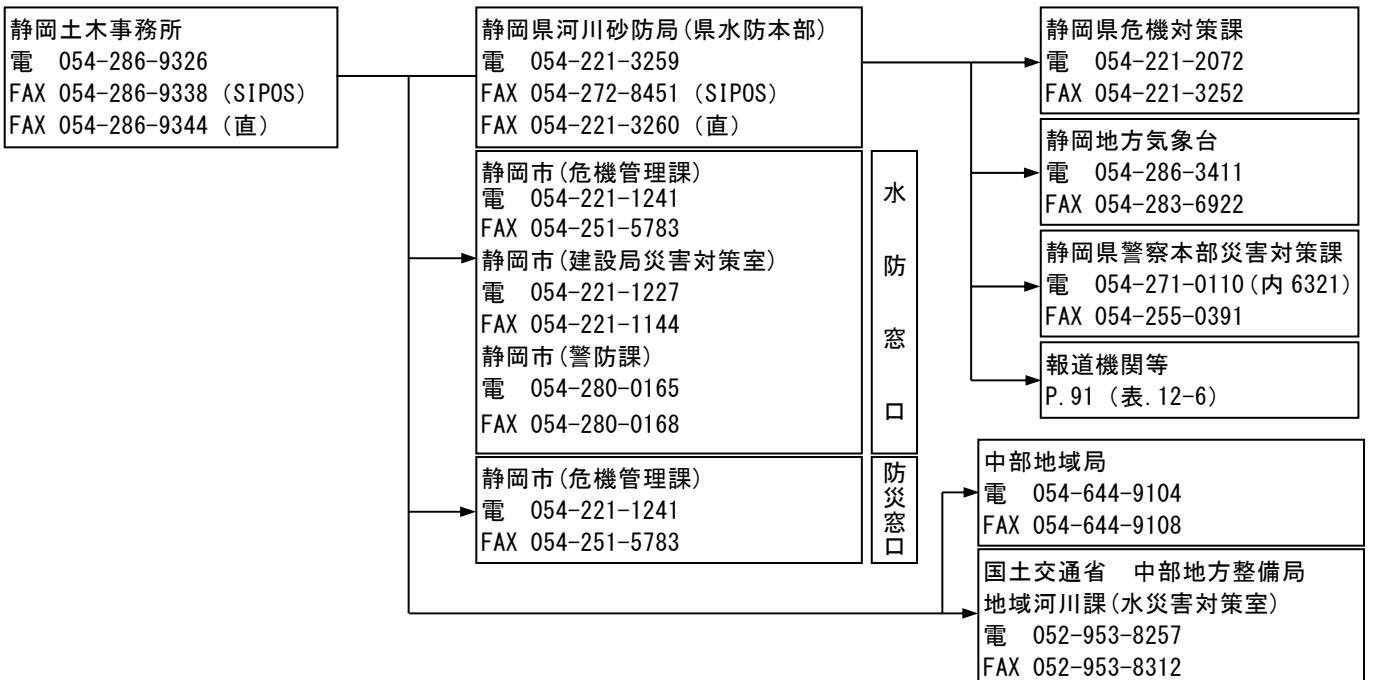 静岡土木事務所
電 054-286-9326
FAX 054-286-9338 (SIPOS)
FAX 054-286-9344 (直)
静岡県河川砂防局(県水防本部)
電 054-221-3259
FAX 054-272-8451 (SIPOS)
FAX 054-221-3260 (直)
静岡市(危機管理課)
電 054-221-1241
FAX 054-251-5783
静岡市(建設局災害対策室)
電 054-221-1227
FAX 054-221-1144
静岡市(警防課)
電 054-280-0165
FAX 054-280-0168
水防窓口
静岡市(危機管理課)
電 054-221-1241
FAX 054-251-5783
防災窓口
静岡県危機対策課
電 054-221-2072
FAX 054-221-3252
静岡地方気象台
電 054-286-3411
FAX 054-283-6922
静岡県警察本部災害対策課
電 054-271-0110(内 6321)
FAX 054-255-0391
報道機関等
P.91 (表.12-6)
中部地域局
電 054-644-9104
FAX 054-644-9108
国土交通省 中部地方整備局
地域河川課(水災害対策室)
電 052-953-8257
FAX 052-953-8312